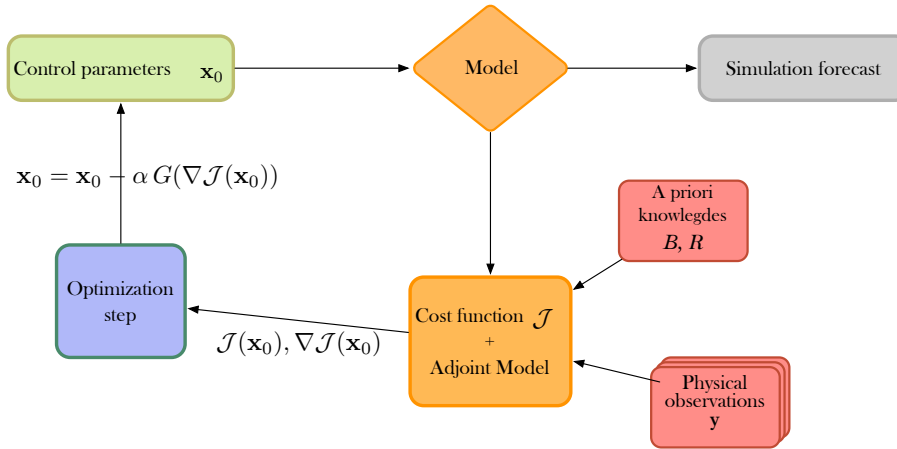 Control parameters x₀
Model
Simulation forecast
x₀ = x₀ − α G(∇𝒥(x₀))
A priori
knowlegdes
B, R
Optimization
step
Cost function 𝒥
+
Adjoint Model
𝒥(x₀), ∇𝒥(x₀)
Physical
observations
y